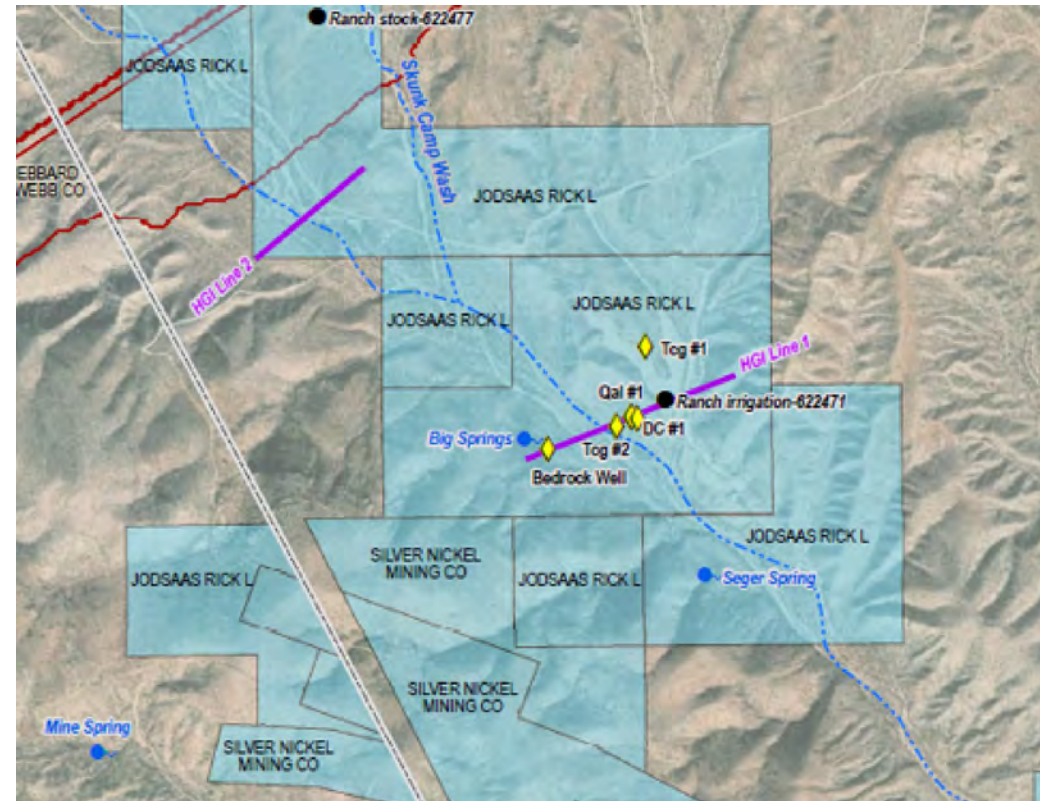 Ranch stock-622477
JODSAAS RICK L
Skunk Camp Wash
EBBARD
WEBB CO
JODSAAS RICK L
HGI Line 2
JODSAAS RICK L
JODSAAS RICK L
Tcg #1
HGI Line 1
Qal #1
Ranch irrigation-622471
DC #1
Big Springs
Tcg #2
Bedrock Well
JODSAAS RICK L
SILVER NICKEL
MINING CO
JODSAAS RICK L
JODSAAS RICK L
Seger Spring
SILVER NICKEL
MINING CO
Mine Spring
SILVER NICKEL
MINING CO